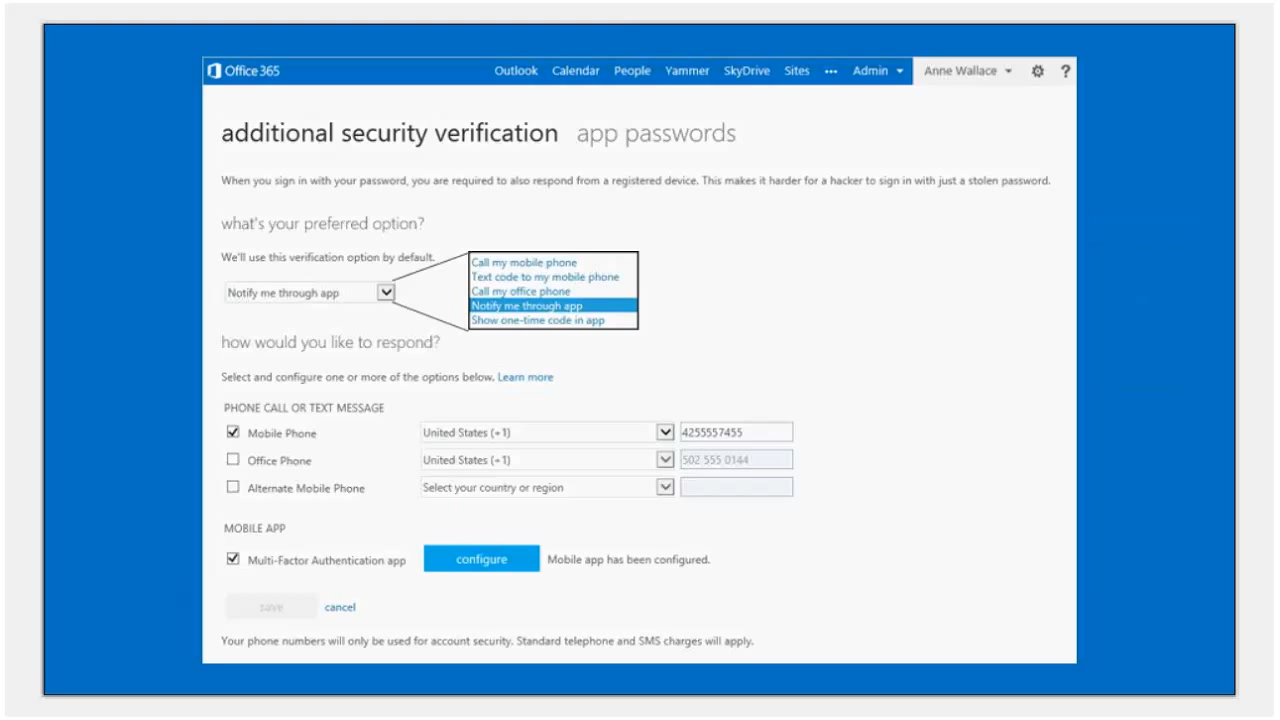 Office 365
Outlook Calendar People Yammer SkyDrive Sites ••• Admin Anne Wallace ?
additional security verification app passwords
When you sign in with your password, you are required to also respond from a registered device. This makes it harder for a hacker to sign in with just a stolen password.
what's your preferred option?
We'll use this verification option by default.
Notify me through app
Call my mobile phone
Text code to my mobile phone
Call my office phone
Notify me through app
Show one-time code in app
how would you like to respond?
Select and configure one or more of the options below. Learn more
PHONE CALL OR TEXT MESSAGE
Mobile Phone United States (+1) 4255557455
Office Phone United States (+1) 502 555 0144
Alternate Mobile Phone Select your country or region
MOBILE APP
Multi-Factor Authentication app configure Mobile app has been configured.
save cancel
Your phone numbers will only be used for account security. Standard telephone and SMS charges will apply.